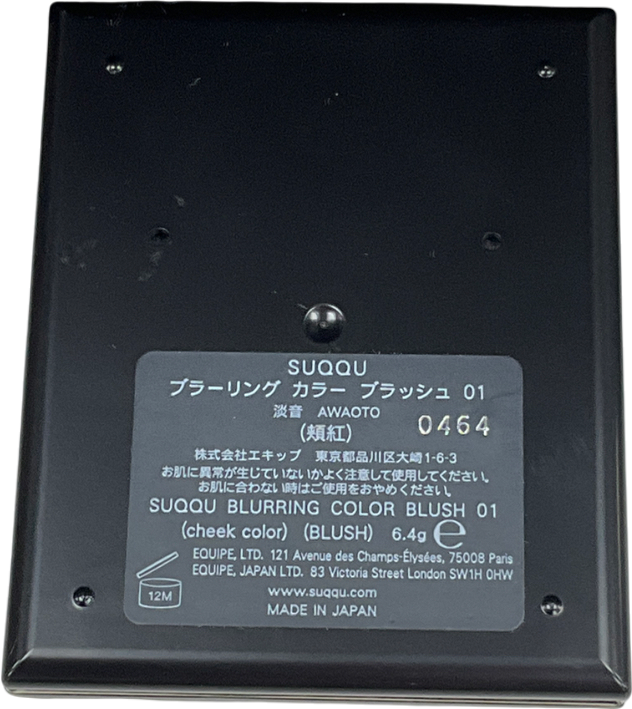 SUQQU
ブラーリング カラー ブラッシュ 01
淡音 AWAOTO
0464
(頬紅)
株式会社エキップ 東京都品川区大崎1-6-3
お肌に異常が生じていないかよく注意して使用してください。
お肌に合わない時はご使用をおやめください。
SUQQU BLURRING COLOR BLUSH 01
(cheek color) (BLUSH) 6.4g ℮
EQUIPE, LTD. 121 Avenue des Champs-Élysées, 75008 Paris
EQUIPE, JAPAN LTD. 83 Victoria Street London SW1H 0HW
12M
www.suqqu.com
MADE IN JAPAN